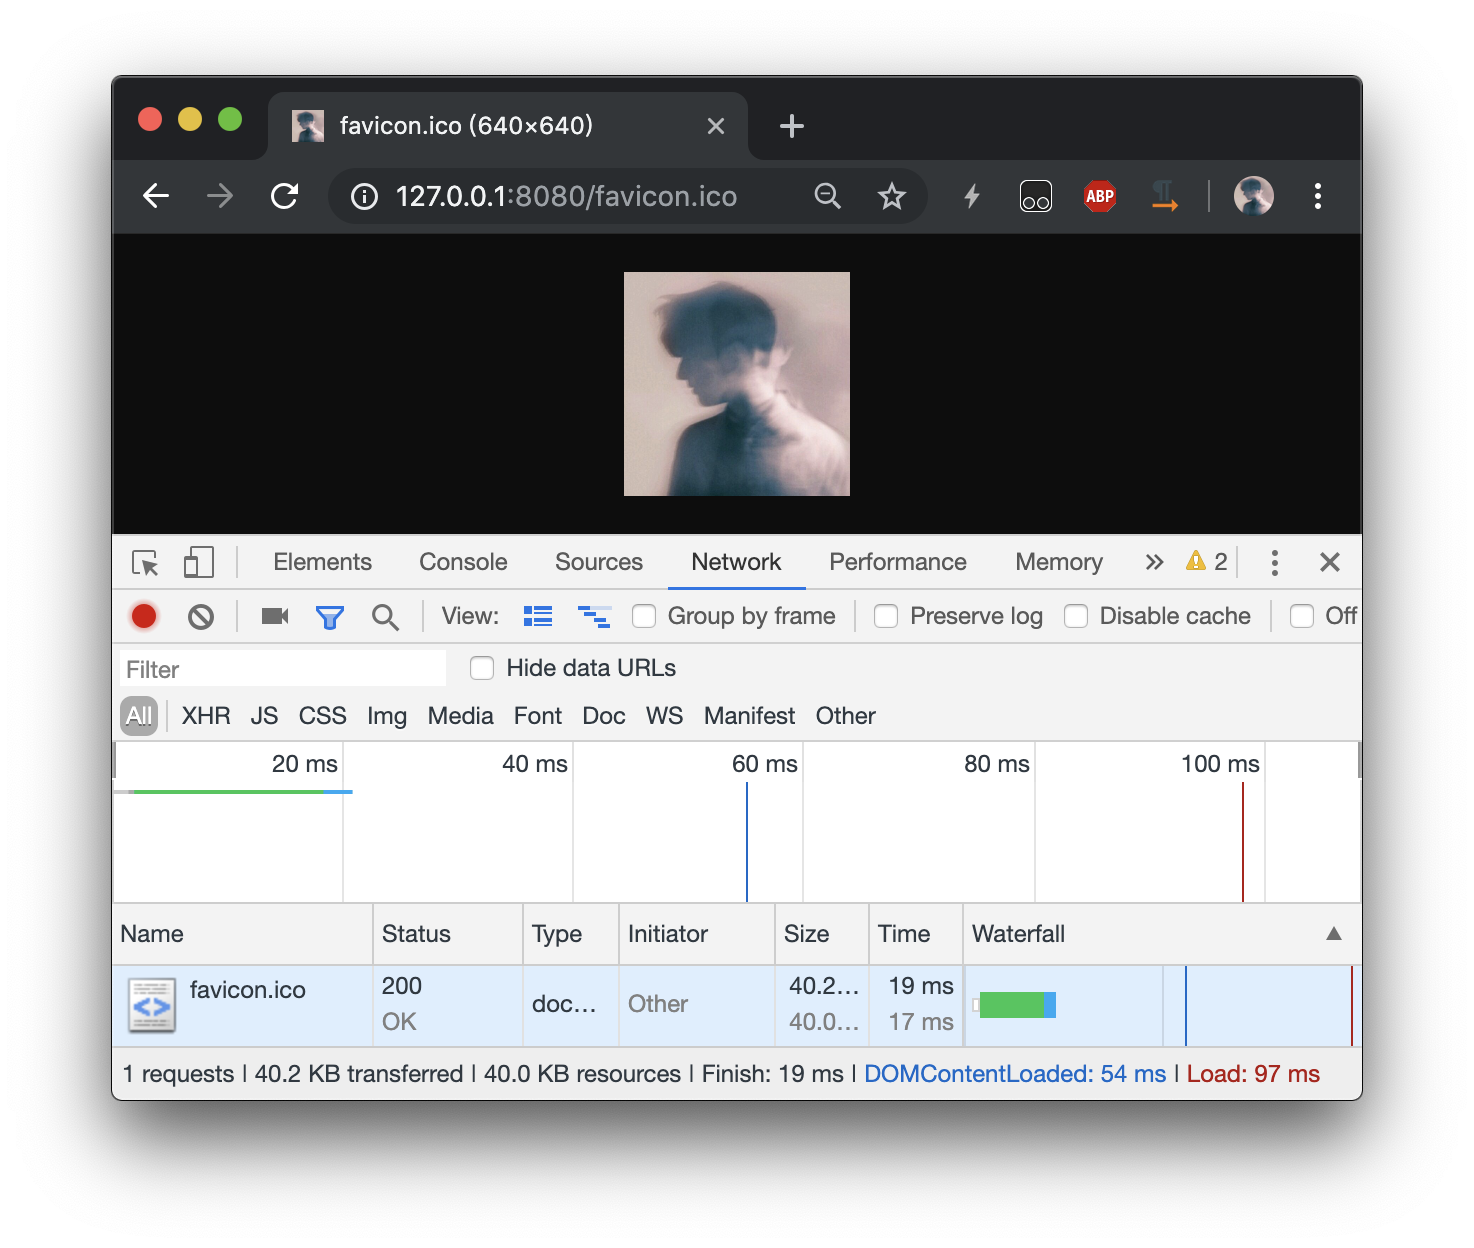 favicon.ico (640×640)
127.0.0.1:8080/favicon.ico ABP
Elements Console Sources Network Performance Memory 2
View: Group by frame Preserve log Disable cache Off
Filter Hide data URLs
All XHR JS CSS Img Media Font Doc WS Manifest Other
20 ms 40 ms 60 ms 80 ms 100 ms
Name Status Type Initiator Size Time Waterfall
favicon.ico 200 doc... Other 40.2... 19 ms
OK 40.0... 17 ms
1 requests | 40.2 KB transferred | 40.0 KB resources | Finish: 19 ms | DOMContentLoaded: 54 ms | Load: 97 ms